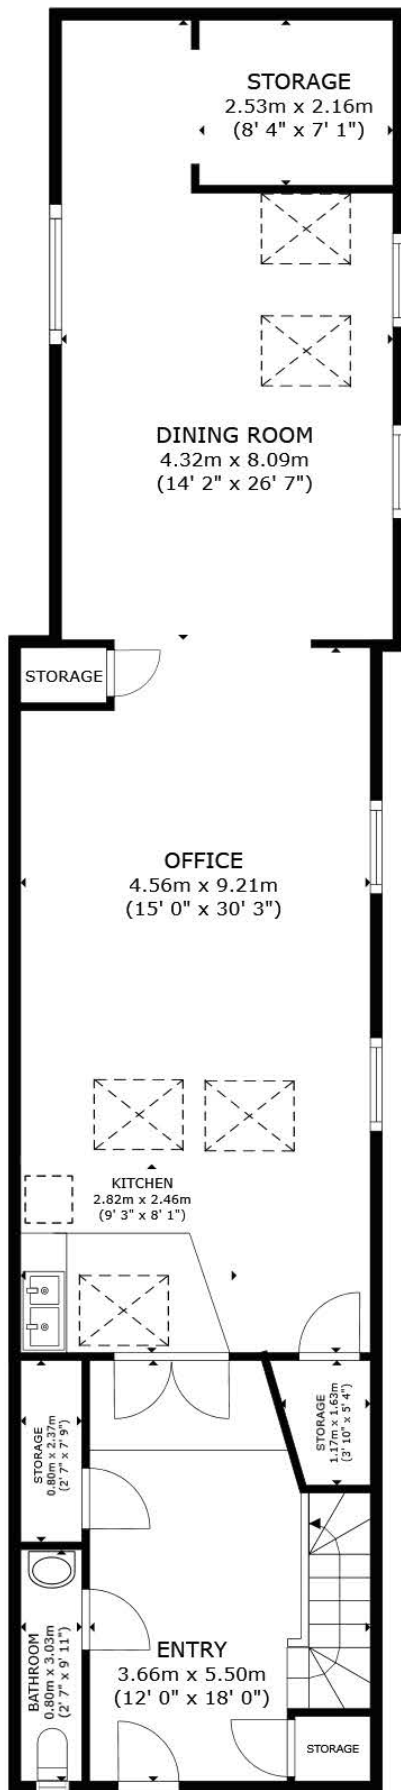 STORAGE
2.53m x 2.16m
(8' 4" x 7' 1")
DINING ROOM
4.32m x 8.09m
(14' 2" x 26' 7")
STORAGE
OFFICE
4.56m x 9.21m
(15' 0" x 30' 3")
KITCHEN
2.82m x 2.46m
(9' 3" x 8' 1")
STORAGE
0.80m x 2.37m
(2' 7" x 7' 9")
STORAGE
1.17m x 1.63m
(3' 10" x 5' 4")
BATHROOM
0.80m x 3.03m
(2' 7" x 9' 11")
ENTRY
3.66m x 5.50m
(12' 0" x 18' 0")
STORAGE